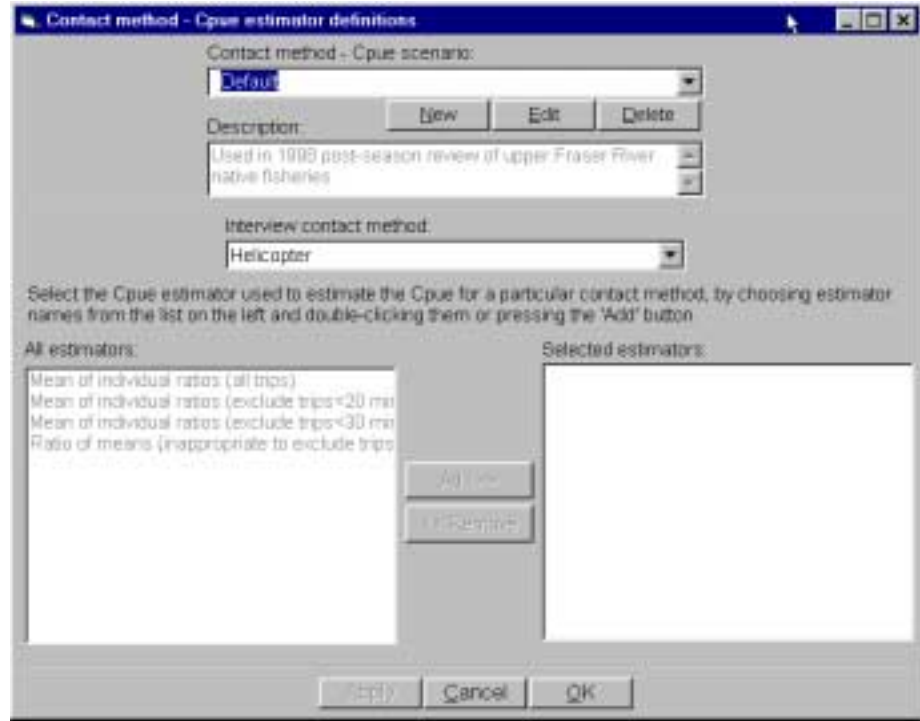 Contact method - Cpue estimator definitions
Contact method - Cpue scenario:
Default
New Edit Delete
Description:
Used in 1998 post-season review of upper Fraser River
native fisheries
Interview contact method:
Helicopter
Select the Cpue estimator used to estimate the Cpue for a particular contact method, by choosing estimator
names from the list on the left and double-clicking them or pressing the 'Add' button
All estimators: Selected estimators:
Mean of individual ratios (all trips)
Mean of individual ratios (exclude trips<20 min
Mean of individual ratios (exclude trips<30 min
Ratio of means (inappropriate to exclude trips
Add >>
<< Remove
Apply Cancel OK